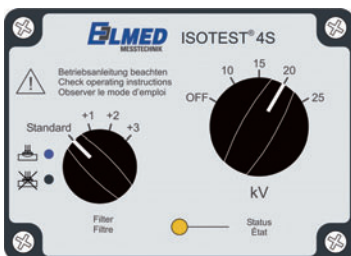 ELMED ISOTEST® 4S
MESSTECHNIK
Betriebsanleitung beachten
Check operating instructions
Observer le mode d'emploi
OFF 10 15 20 25
kV
Standard +1 +2 +3
Filter
Filtre
Status
État